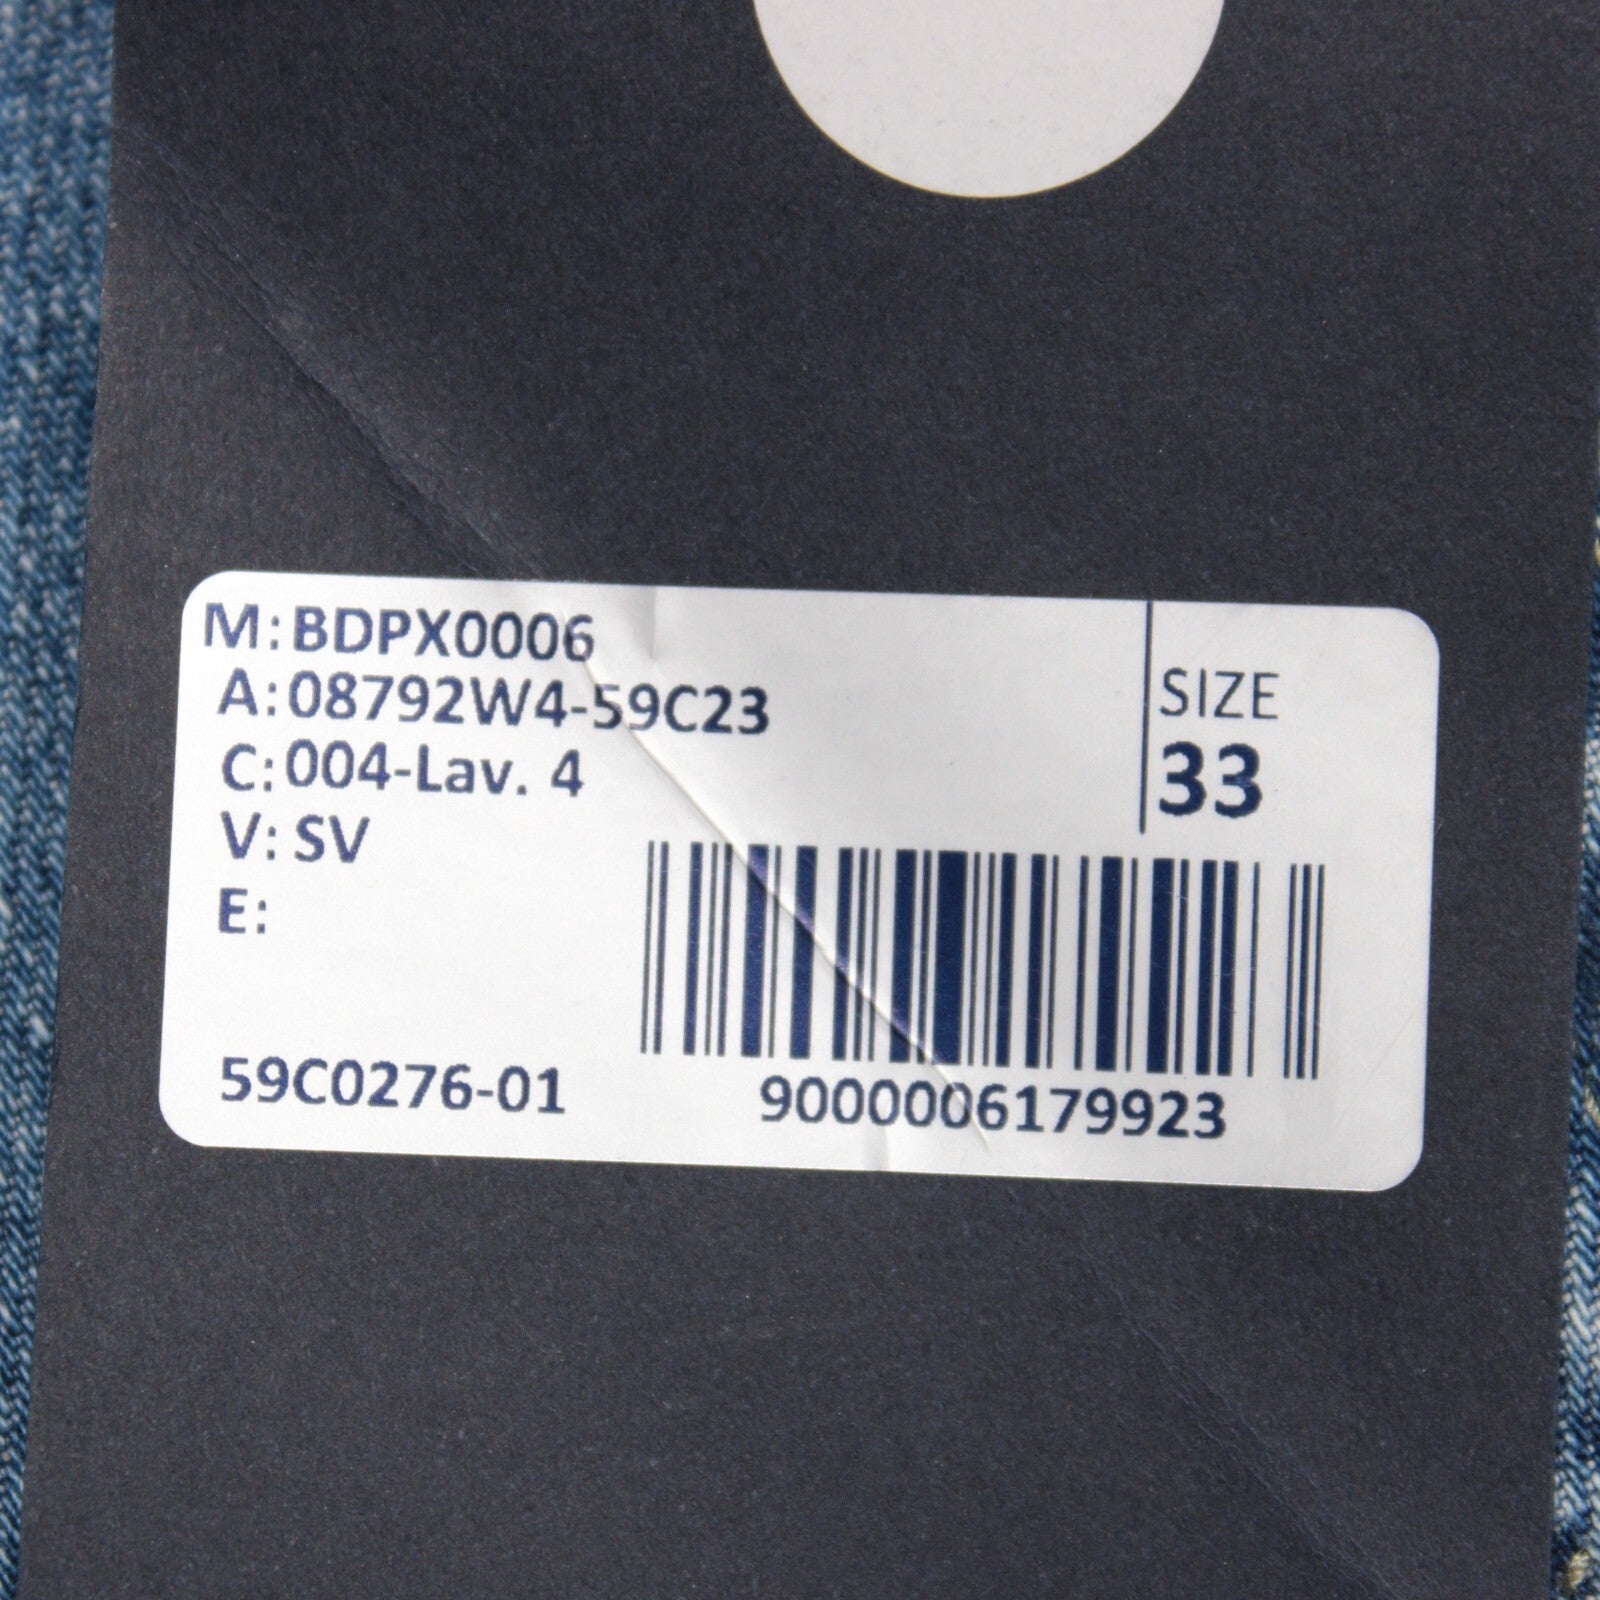 M: BDPX0006
A: 08792W4-59C23
C: 004-Lav. 4
V: SV
E:
SIZE
33
59C0276-01
9000006179923